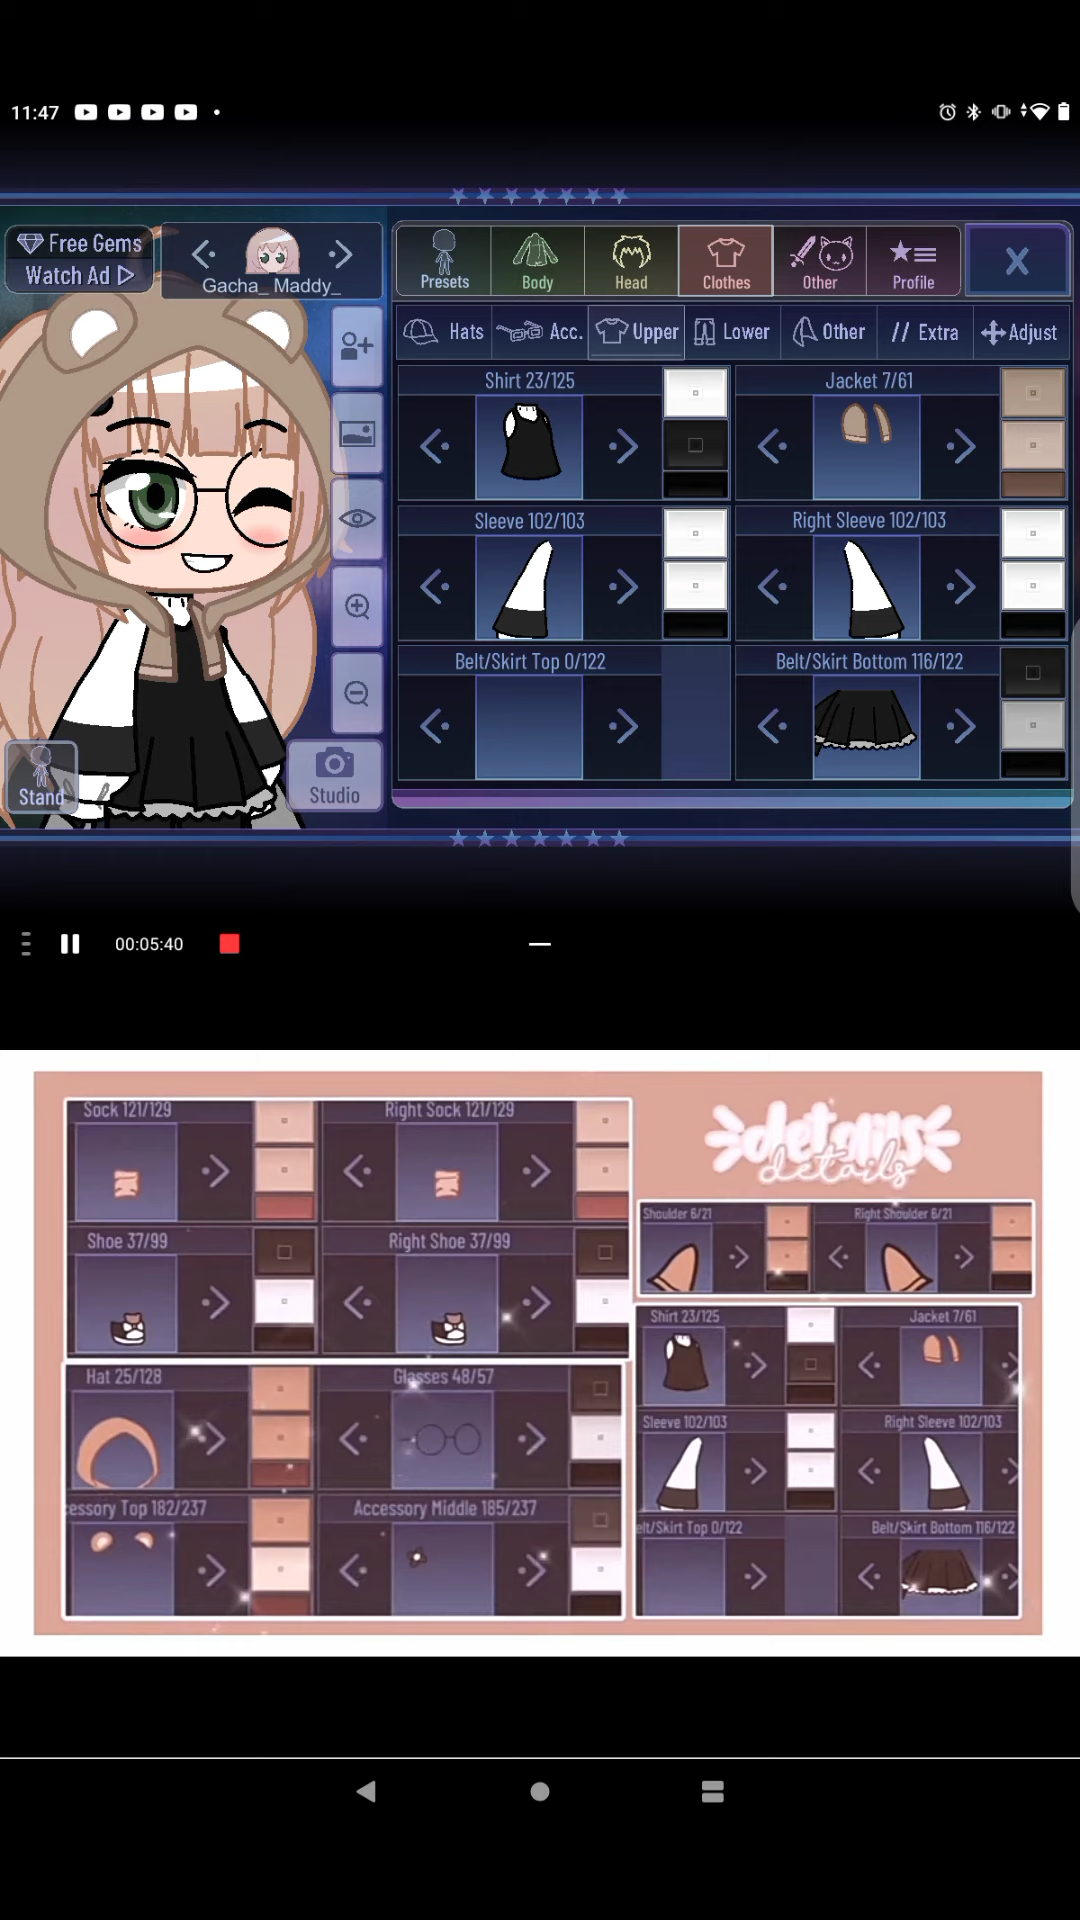 11:47
Free Gems
Watch Ad
Gacha_ Maddy_
Presets
Body
Head
Clothes
Other
Profile
X
Hats
Acc.
Upper
Lower
Other
Extra
Adjust
Shirt 23/125
Jacket 7/61
Sleeve 102/103
Right Sleeve 102/103
Belt/Skirt Top 0/122
Belt/Skirt Bottom 116/122
Stand
Studio
00:05:40
Sock 121/129
Right Sock 121/129
details
details
Shoulder 6/21
Right Shoulder 6/21
Shoe 37/99
Right Shoe 37/99
Shirt 23/125
Jacket 7/61
Hat 25/128
Glasses 48/57
Sleeve 102/103
Right Sleeve 102/103
essory Top 182/237
Accessory Middle 185/237
elt/Skirt Top 0/122
Belt/Skirt Bottom 116/122